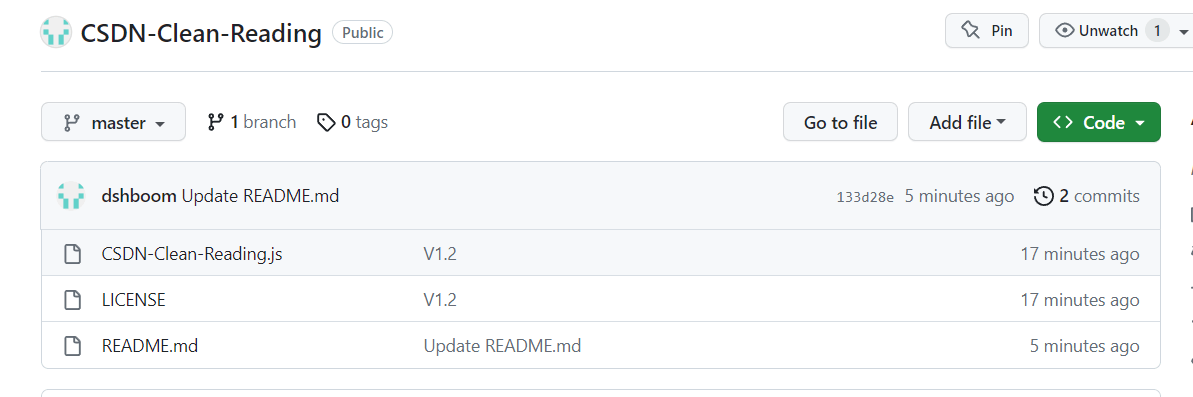 CSDN-Clean-Reading Public Pin Unwatch 1
master 1 branch 0 tags Go to file Add file Code
dshboom Update README.md 133d28e 5 minutes ago 2 commits
CSDN-Clean-Reading.js V1.2 17 minutes ago
LICENSE V1.2 17 minutes ago
README.md Update README.md 5 minutes ago